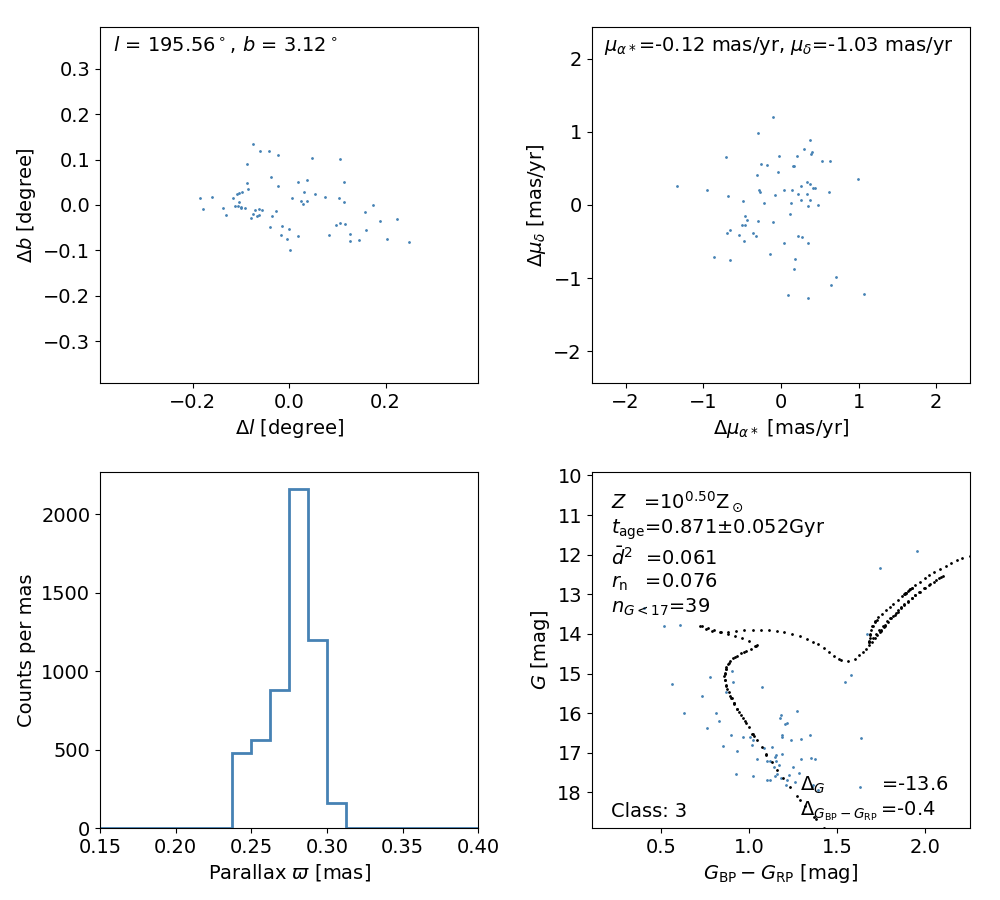 l = 195.56°, b = 3.12°
0.3
0.2
0.1
0.0
−0.1
−0.2
−0.3
Δb [degree]
−0.2
0.0
0.2
Δl [degree]
μα*=-0.12 mas/yr, μδ=-1.03 mas/yr
2
1
0
−1
−2
Δμδ [mas/yr]
−2
−1
0
1
2
Δμα* [mas/yr]
2000
1500
1000
500
0
Counts per mas
0.15
0.20
0.25
0.30
0.35
0.40
Parallax ϖ [mas]
10
11
12
13
14
15
16
17
18
G [mag]
Z =10^0.50 Z⊙
t_age=0.871±0.052Gyr
d̄² =0.061
r_n =0.076
n_G<17=39
Δ_G =-13.6
Class: 3
Δ_GBP−GRP =-0.4
0.5
1.0
1.5
2.0
G_BP − G_RP [mag]